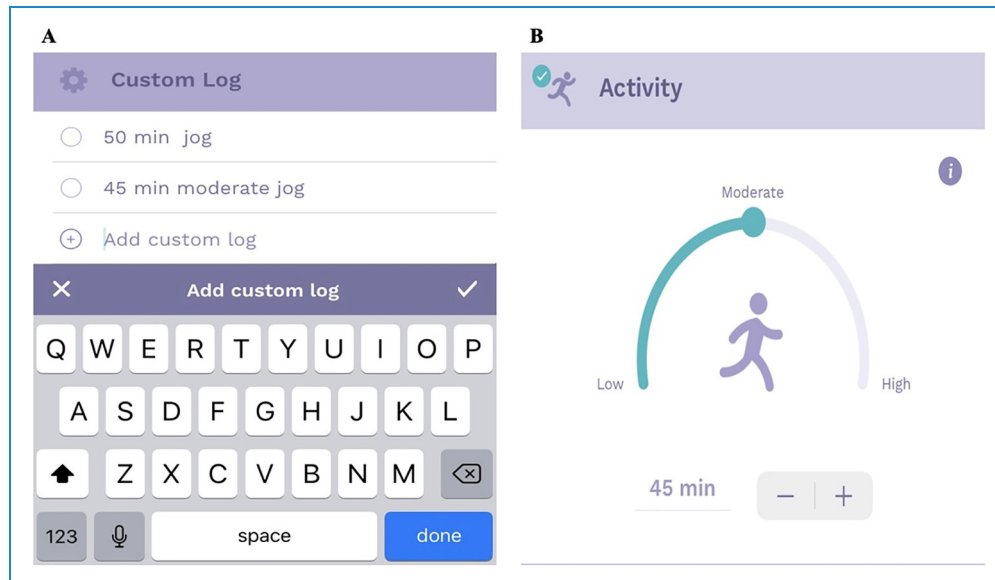 A
Custom Log
50 min jog
45 min moderate jog
Add custom log
Add custom log
Q W E R T Y U I O P
A S D F G H J K L
Z X C V B N M
123 space done
B
Activity
i
Moderate
Low High
45 min − +